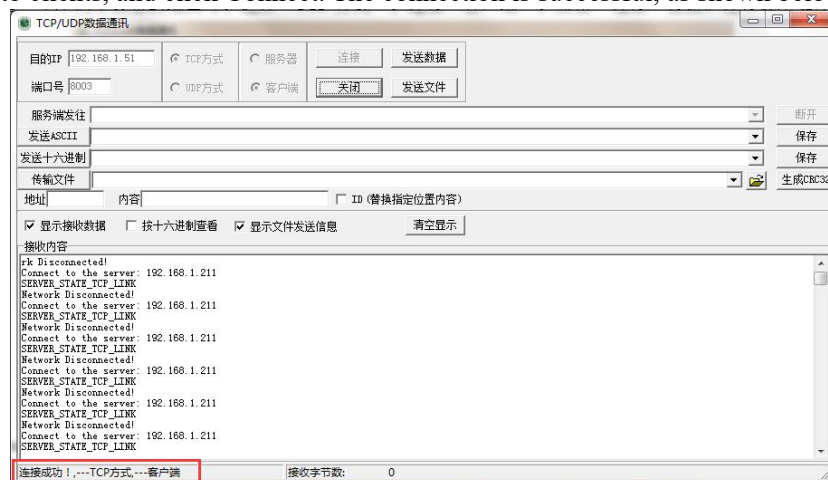 to clients, and click Connect. The connection is successful, as shown
TCP/UDP数据通讯
目的IP 192.168.1.51 TCP方式 服务器 连接 发送数据
端口号 8003 UDP方式 客户端 关闭 发送文件
服务端发往 断开
发送ASCII 保存
发送十六进制 保存
传输文件 生成CRC32
地址 内容 ID (替换指定位置内容)
显示接收数据 按十六进制查看 显示文件发送信息 清空显示
接收内容
rk Disconnected!
Connect to the server: 192.168.1.211
SERVER_STATE_TCP_LINK
Network Disconnected!
Connect to the server: 192.168.1.211
SERVER_STATE_TCP_LINK
Network Disconnected!
Connect to the server: 192.168.1.211
SERVER_STATE_TCP_LINK
Network Disconnected!
Connect to the server: 192.168.1.211
SERVER_STATE_TCP_LINK
Network Disconnected!
Connect to the server: 192.168.1.211
SERVER_STATE_TCP_LINK
Network Disconnected!
Connect to the server: 192.168.1.211
SERVER_STATE_TCP_LINK
连接成功！,---TCP方式,---客户端 接收字节数: 0